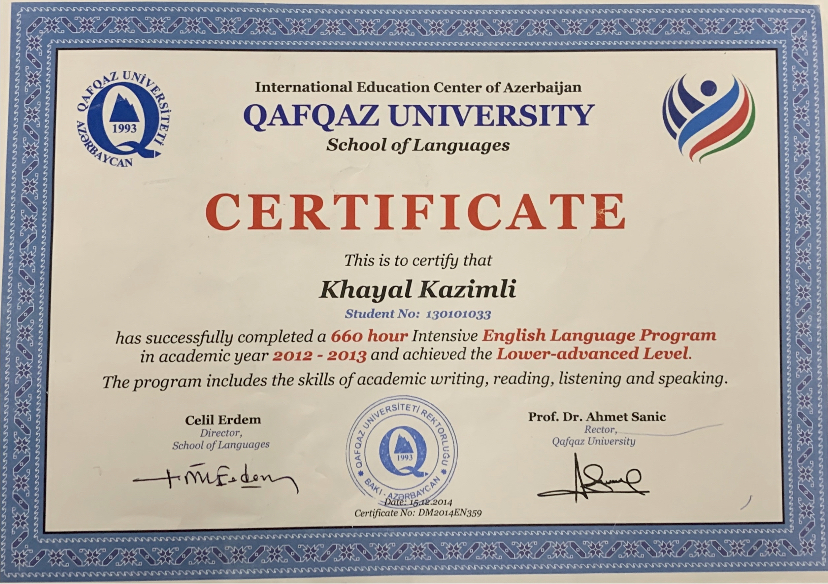 QAFQAZ UNİVERSİTETİ
1993
AZƏRBAYCAN
International Education Center of Azerbaijan
QAFQAZ UNIVERSITY
School of Languages
CERTIFICATE
This is to certify that
Khayal Kazimli
Student No: 130101033
has successfully completed a 660 hour Intensive English Language Program
in academic year 2012 - 2013 and achieved the Lower-advanced Level.
The program includes the skills of academic writing, reading, listening and speaking.
Celil Erdem
Director,
School of Languages
QAFQAZ UNİVERSİTETİ REKTORLUĞU
1993
BAKI - AZƏRBAYCAN
Prof. Dr. Ahmet Sanic
Rector,
Qafqaz University
Date: 15.12.2014
Certificate No: DM2014EN359